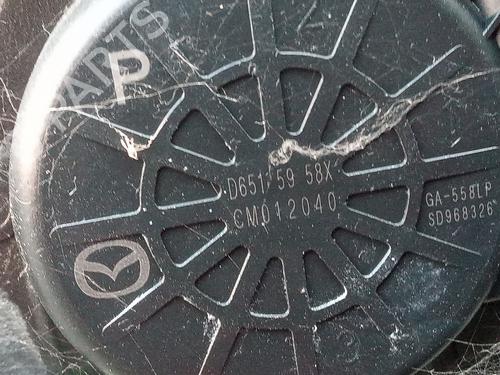 PARTS
P
D651 59 58X
CM012040
GA-558LP
SD968326